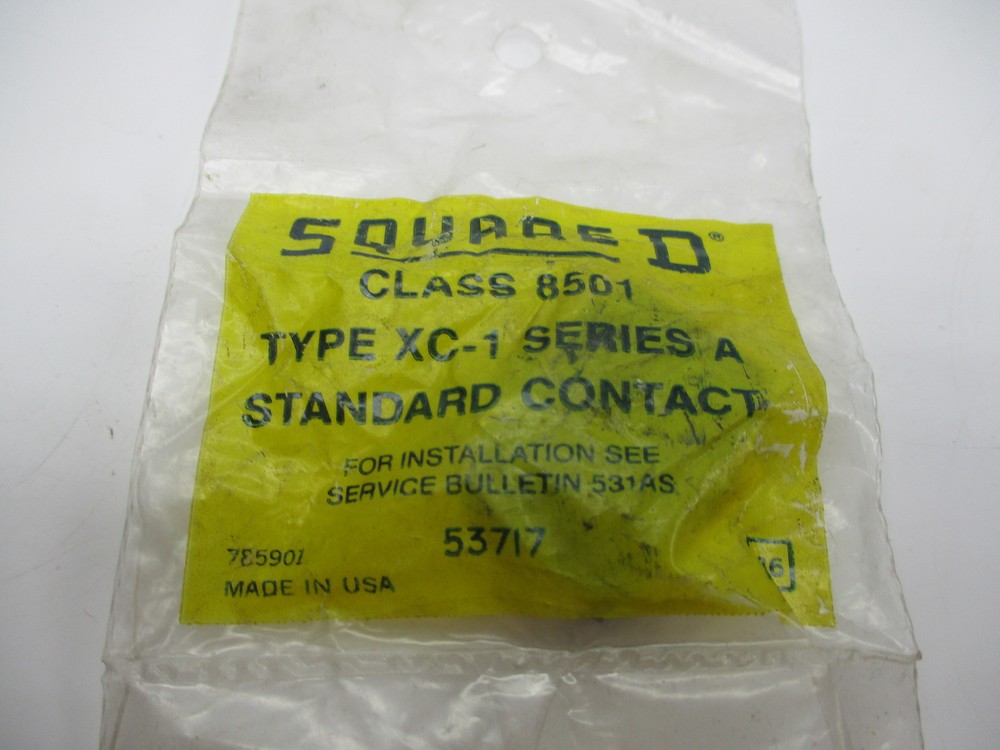 SQUARE D®
CLASS 8501
TYPE XC-1 SERIES A
STANDARD CONTACT
FOR INSTALLATION SEE
SERVICE BULLETIN 531AS
53717
785901
MADE IN USA